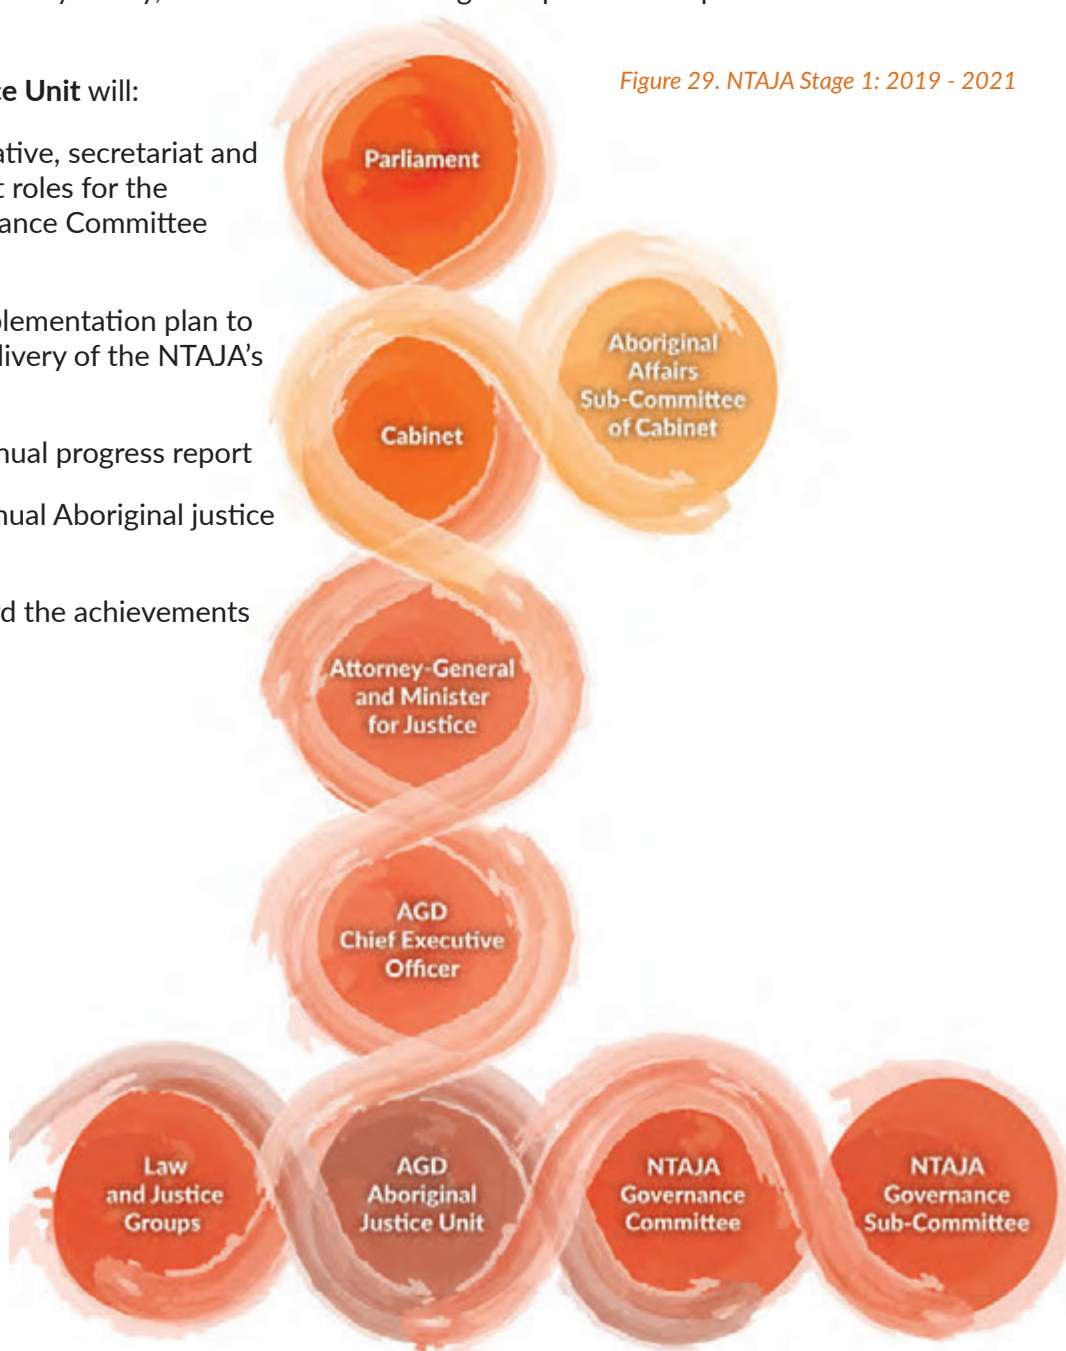 ce Unit will:
ative, secretariat and
t roles for the
ance Committee
plementation plan to
livery of the NTAJA's
nual progress report
nual Aboriginal justice
d the achievements
Figure 29. NTAJA Stage 1: 2019 - 2021
Parliament
Aboriginal
Affairs
Sub-Committee
of Cabinet
Cabinet
Attorney-General
and Minister
for Justice
AGD
Chief Executive
Officer
Law
and Justice
Groups
AGD
Aboriginal
Justice Unit
NTAJA
Governance
Committee
NTAJA
Governance
Sub-Committee